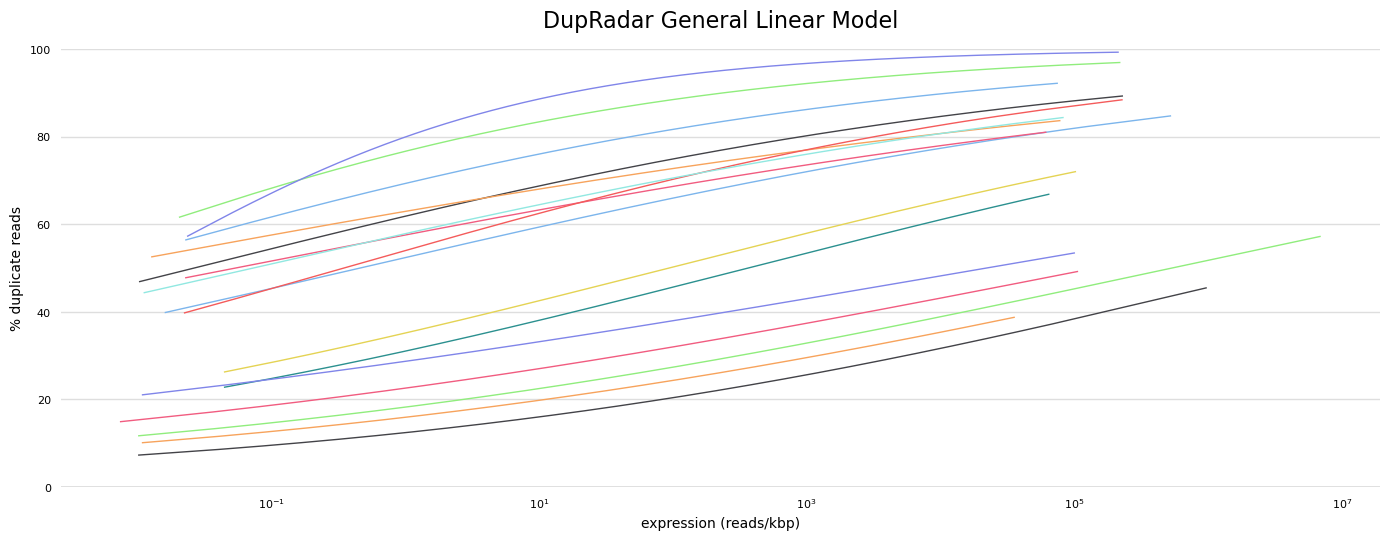 DupRadar General Linear Model
% duplicate reads
100
80
60
40
20
0
10⁻¹ 10¹ 10³ 10⁵ 10⁷
expression (reads/kbp)